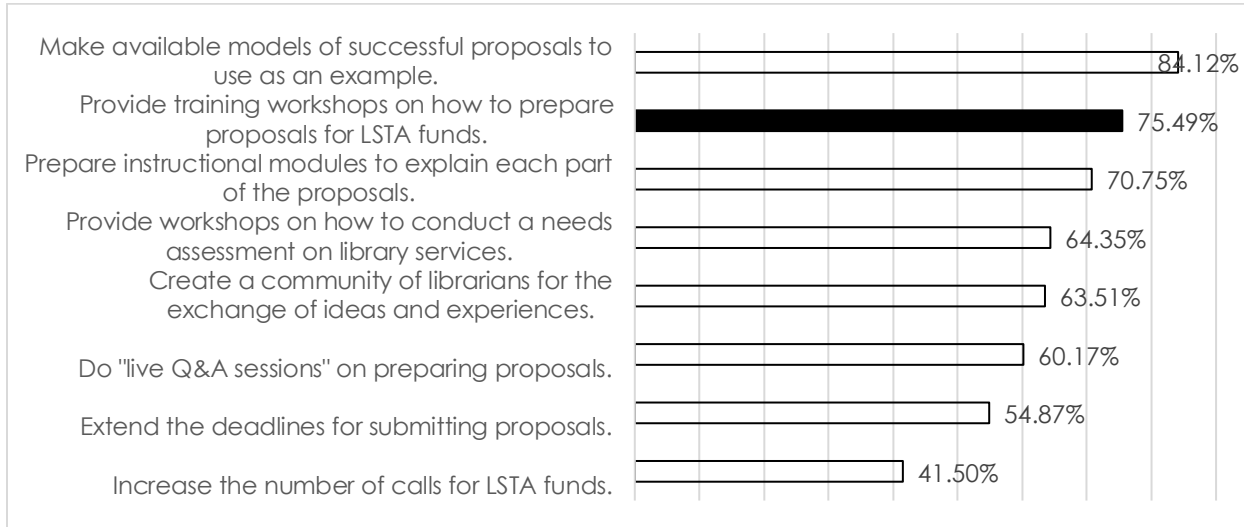 Make available models of successful proposals to
use as an example.
84.12%
Provide training workshops on how to prepare
proposals for LSTA funds.
75.49%
Prepare instructional modules to explain each part
of the proposals.
70.75%
Provide workshops on how to conduct a needs
assessment on library services.
64.35%
Create a community of librarians for the
exchange of ideas and experiences.
63.51%
Do "live Q&A sessions" on preparing proposals.
60.17%
Extend the deadlines for submitting proposals.
54.87%
Increase the number of calls for LSTA funds.
41.50%